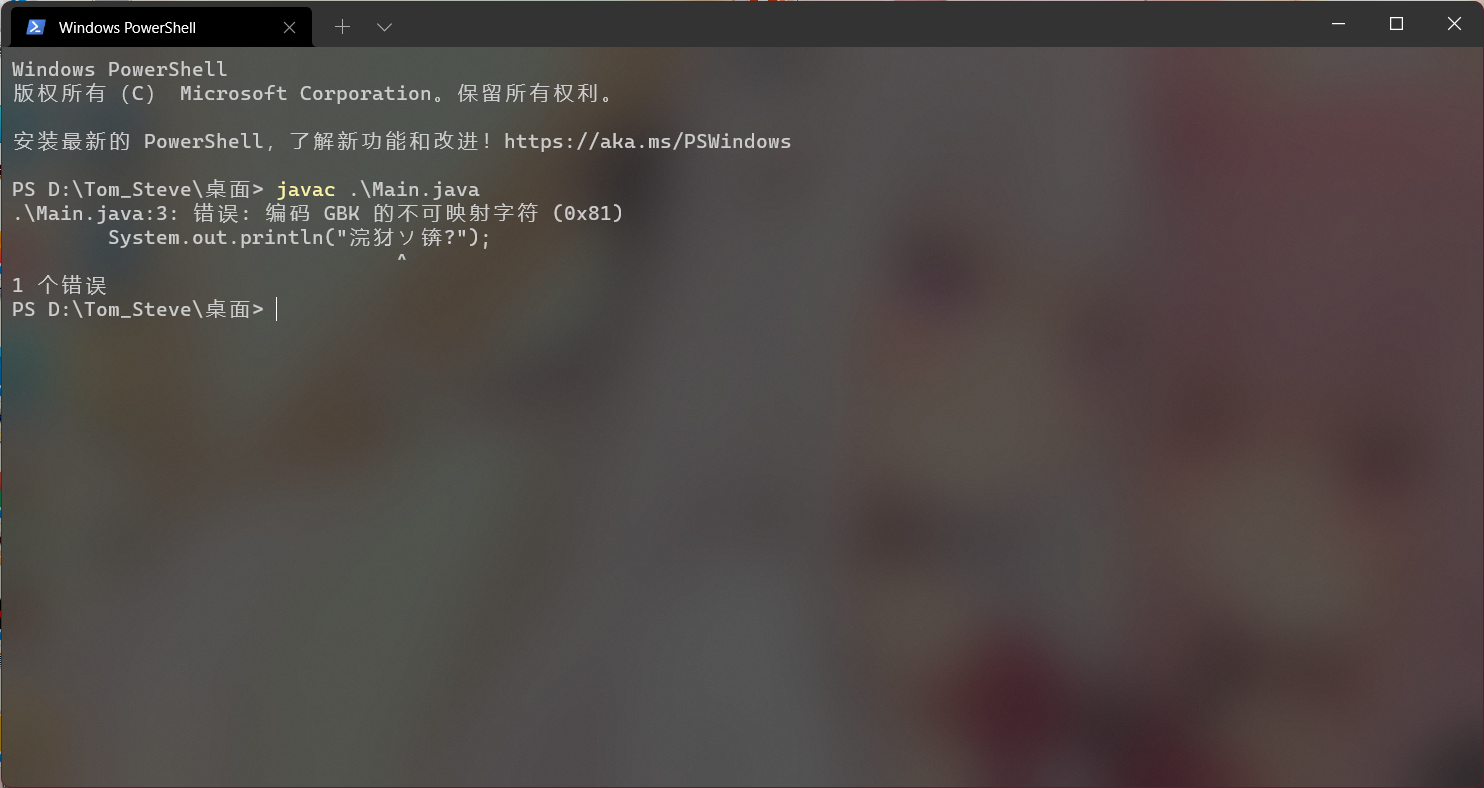 Windows PowerShell
Windows PowerShell
版权所有 (C) Microsoft Corporation。保留所有权利。
安装最新的 PowerShell，了解新功能和改进！https://aka.ms/PSWindows
PS D:\Tom_Steve\桌面> javac .\Main.java
.\Main.java:3: 错误: 编码 GBK 的不可映射字符 (0x81)
        System.out.println("浣犲ソ锛?");
                                ^
1 个错误
PS D:\Tom_Steve\桌面>